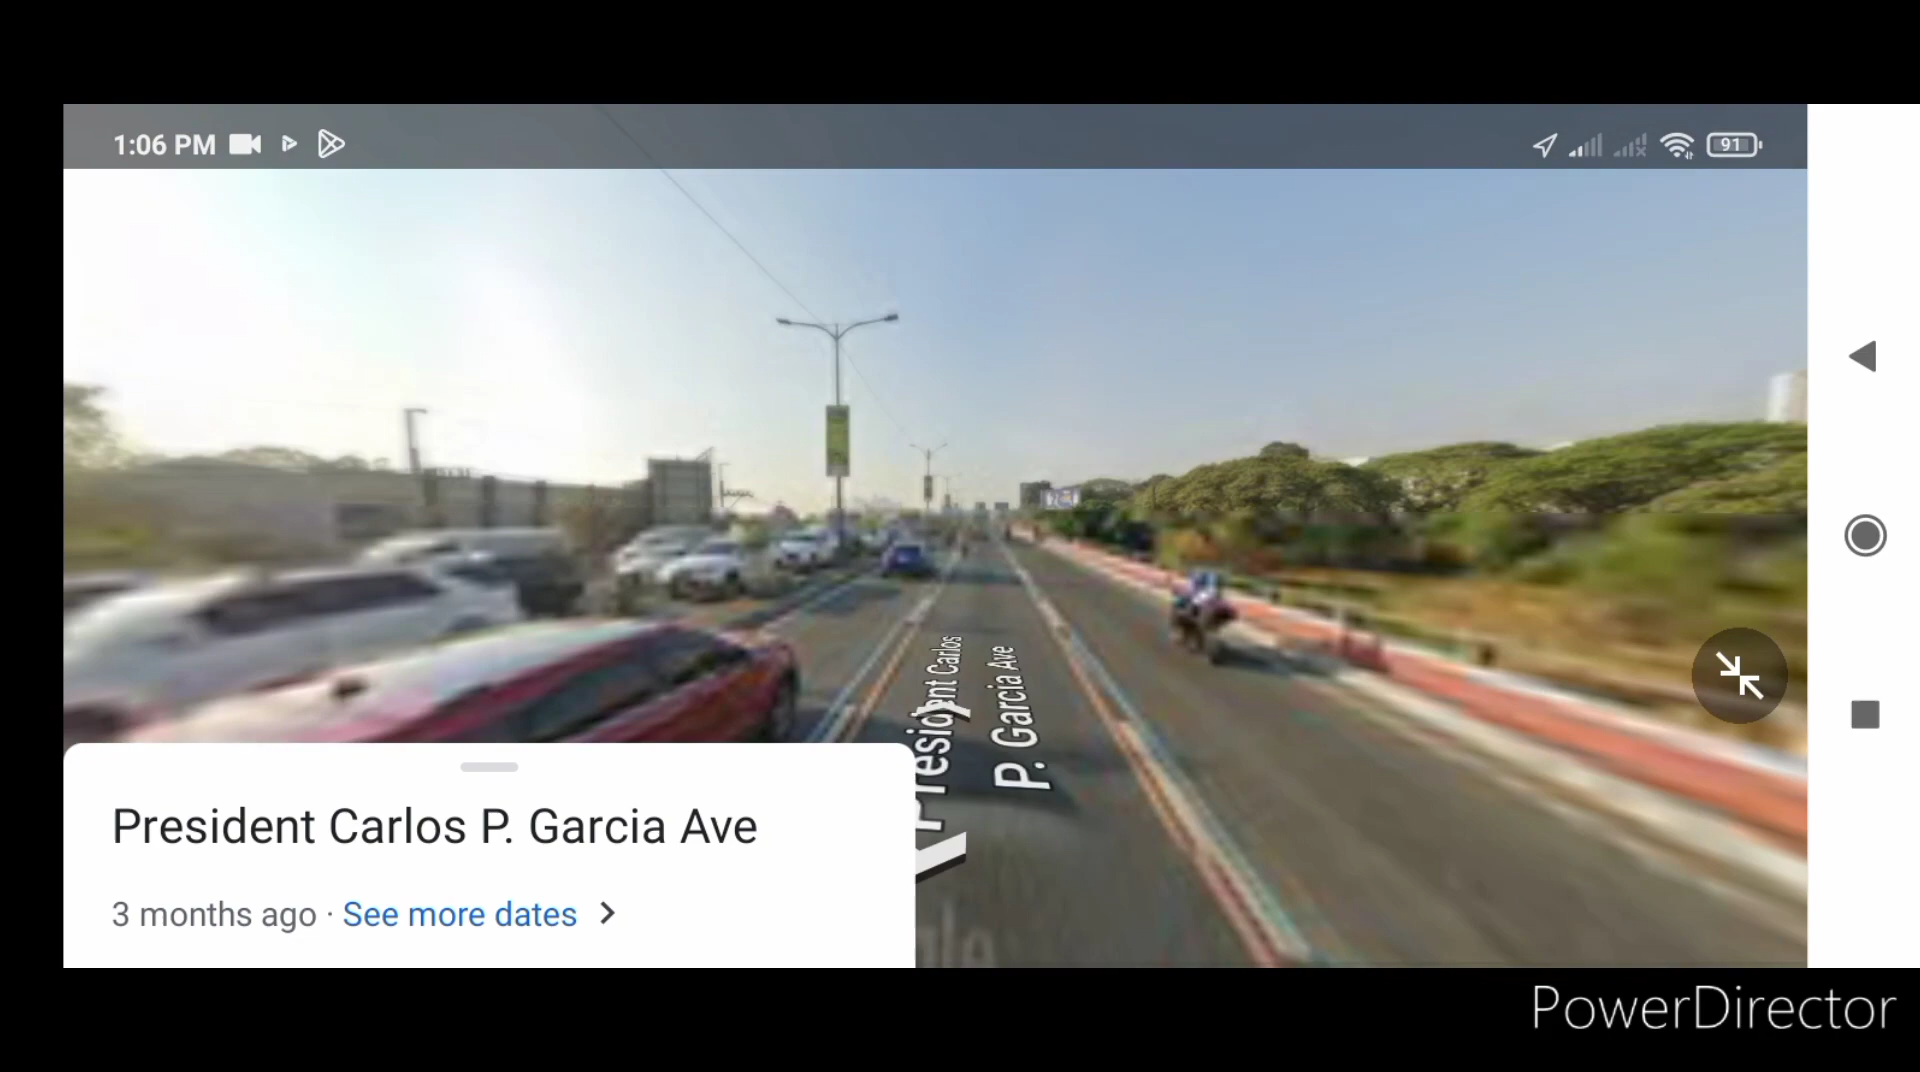 1:06 PM
91
President Carlos
P. Garcia Ave
President Carlos P. Garcia Ave
3 months ago · See more dates
PowerDirector